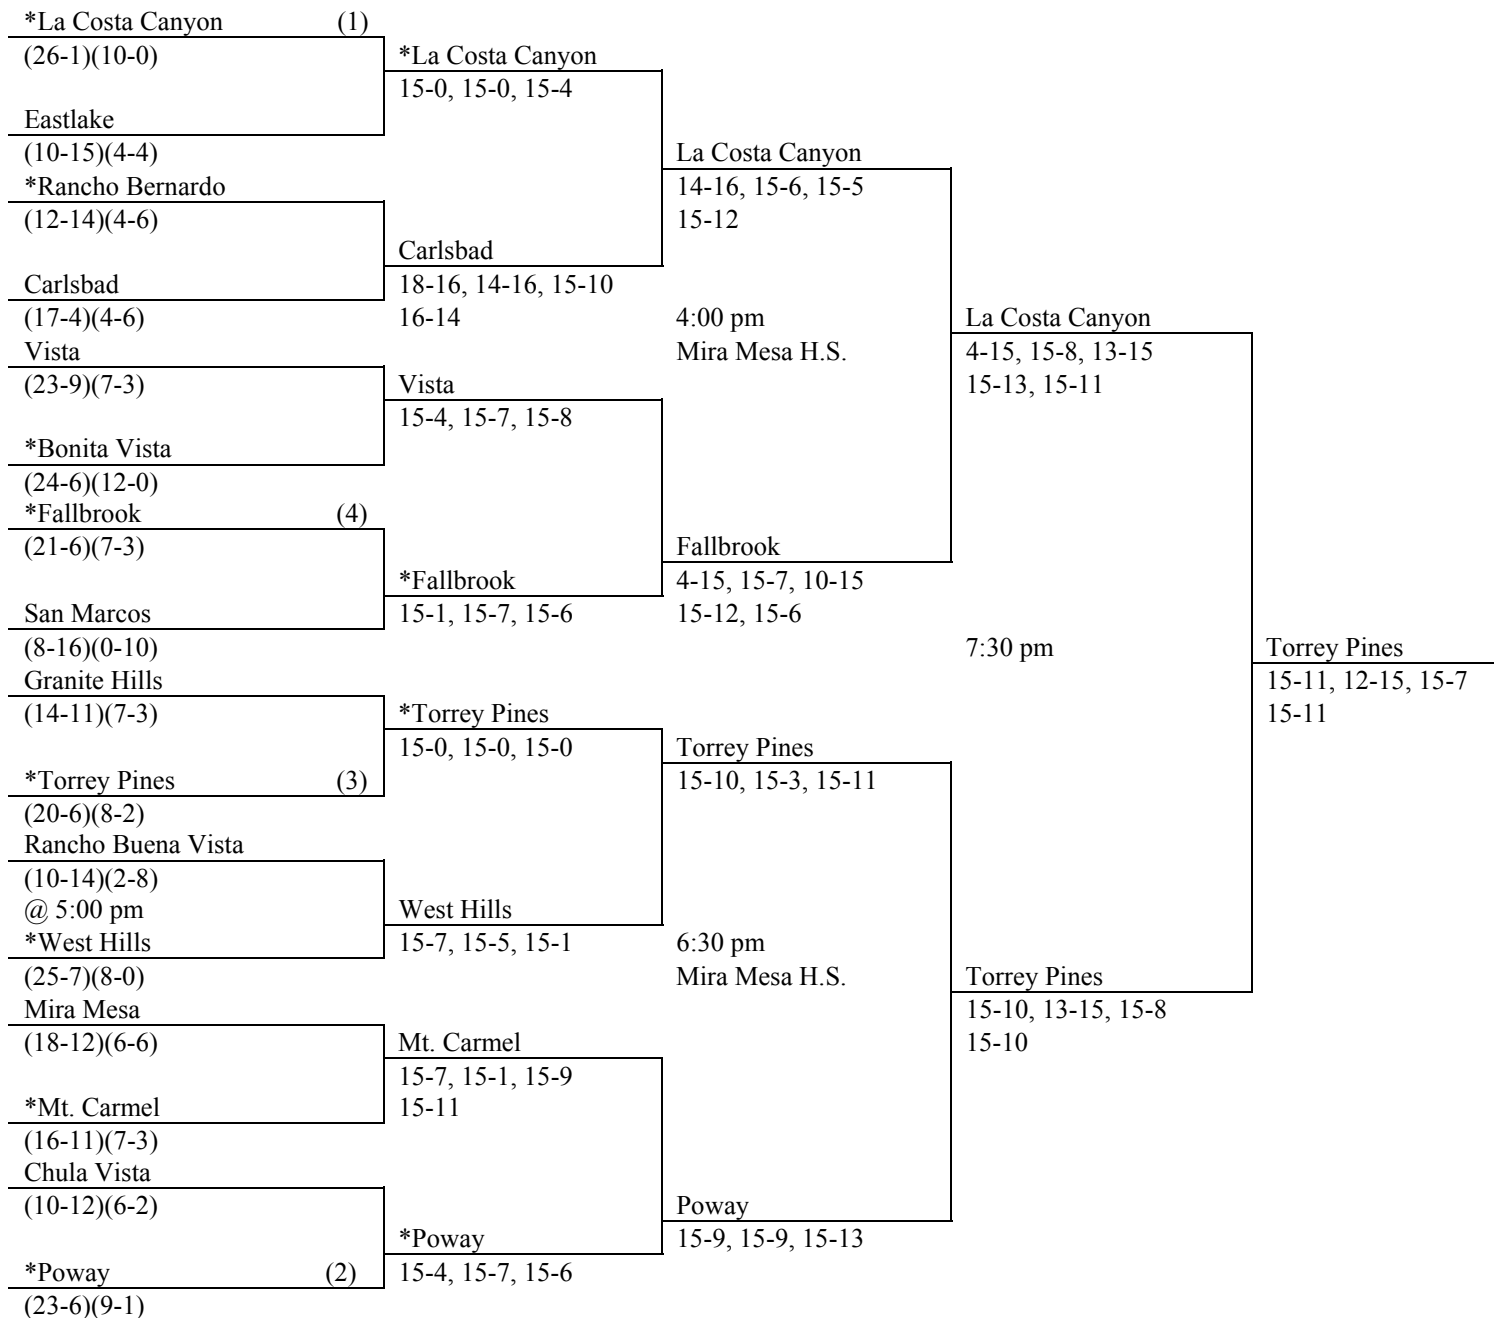 *La Costa Canyon (1)
(26-1)(10-0)
*La Costa Canyon
15-0, 15-0, 15-4
Eastlake
(10-15)(4-4)
La Costa Canyon
*Rancho Bernardo
14-16, 15-6, 15-5
(12-14)(4-6)
15-12
Carlsbad
Carlsbad
18-16, 14-16, 15-10
(17-4)(4-6)
16-14
4:00 pm
La Costa Canyon
Vista
Mira Mesa H.S.
4-15, 15-8, 13-15
(23-9)(7-3)
Vista
15-13, 15-11
15-4, 15-7, 15-8
*Bonita Vista
(24-6)(12-0)
*Fallbrook (4)
(21-6)(7-3)
Fallbrook
*Fallbrook
4-15, 15-7, 10-15
San Marcos
15-1, 15-7, 15-6
15-12, 15-6
(8-16)(0-10)
7:30 pm
Torrey Pines
Granite Hills
15-11, 12-15, 15-7
(14-11)(7-3)
*Torrey Pines
15-11
15-0, 15-0, 15-0
Torrey Pines
*Torrey Pines (3)
15-10, 15-3, 15-11
(20-6)(8-2)
Rancho Buena Vista
(10-14)(2-8)
@ 5:00 pm
West Hills
*West Hills
15-7, 15-5, 15-1
6:30 pm
(25-7)(8-0)
Mira Mesa H.S.
Torrey Pines
Mira Mesa
15-10, 13-15, 15-8
(18-12)(6-6)
Mt. Carmel
15-10
15-7, 15-1, 15-9
*Mt. Carmel
15-11
(16-11)(7-3)
Chula Vista
(10-12)(6-2)
Poway
*Poway
15-9, 15-9, 15-13
*Poway (2)
15-4, 15-7, 15-6
(23-6)(9-1)